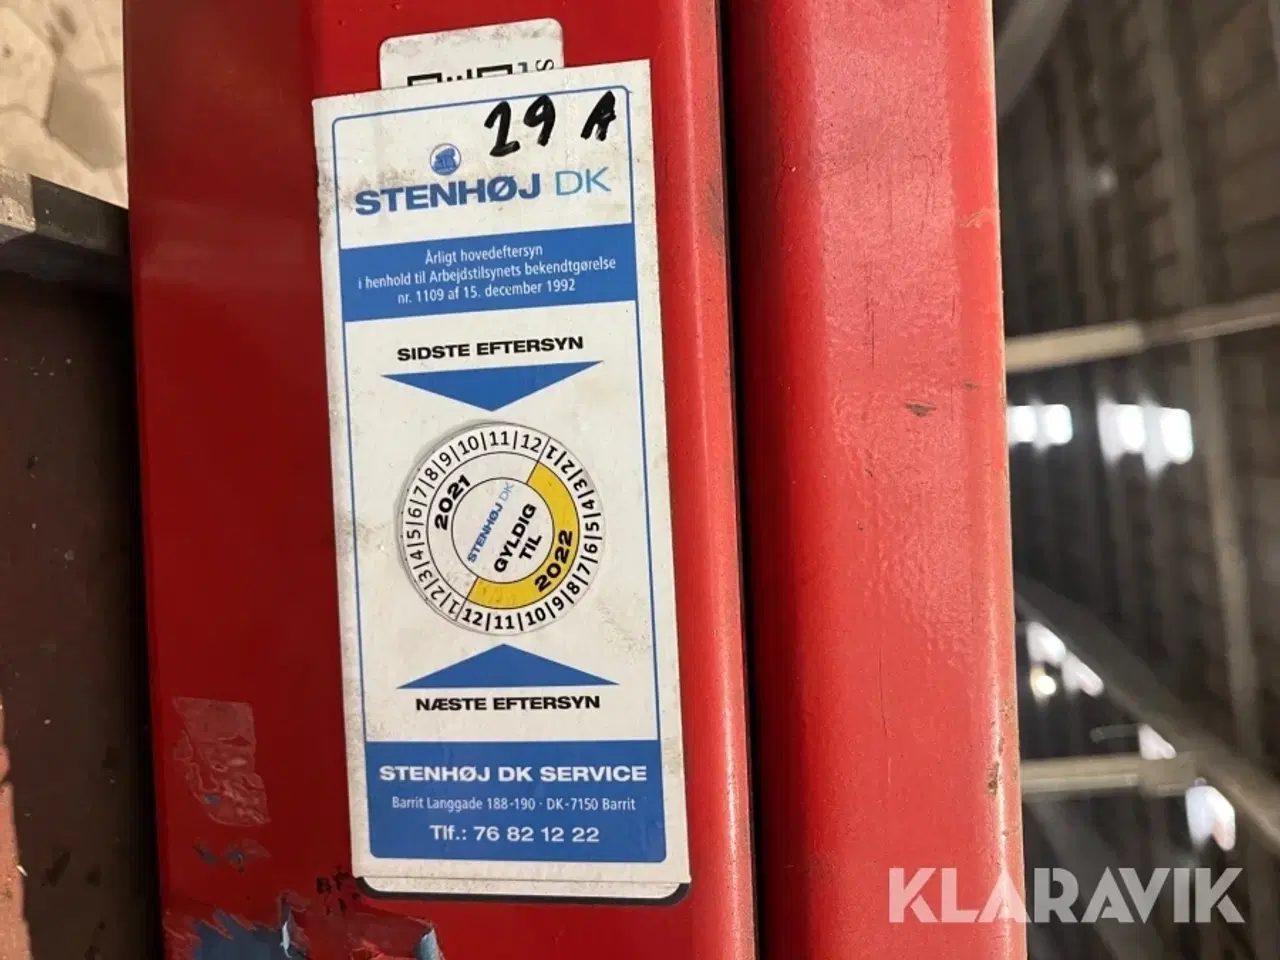 29 A
STENHØJ DK
Årligt hovedeftersyn
i henhold til Arbejdstilsynets bekendtgørelse
nr. 1109 af 15. december 1992
SIDSTE EFTERSYN
1|2|3|4|5|6|7|8|9|10|11|12
2021
STENHØJ DK
GYLDIG
TIL
2022
1|2|3|4|5|6|7|8|9|10|11|12
NÆSTE EFTERSYN
STENHØJ DK SERVICE
Barrit Langgade 188-190 · DK-7150 Barrit
Tlf.: 76 82 12 22
KLARAVIK